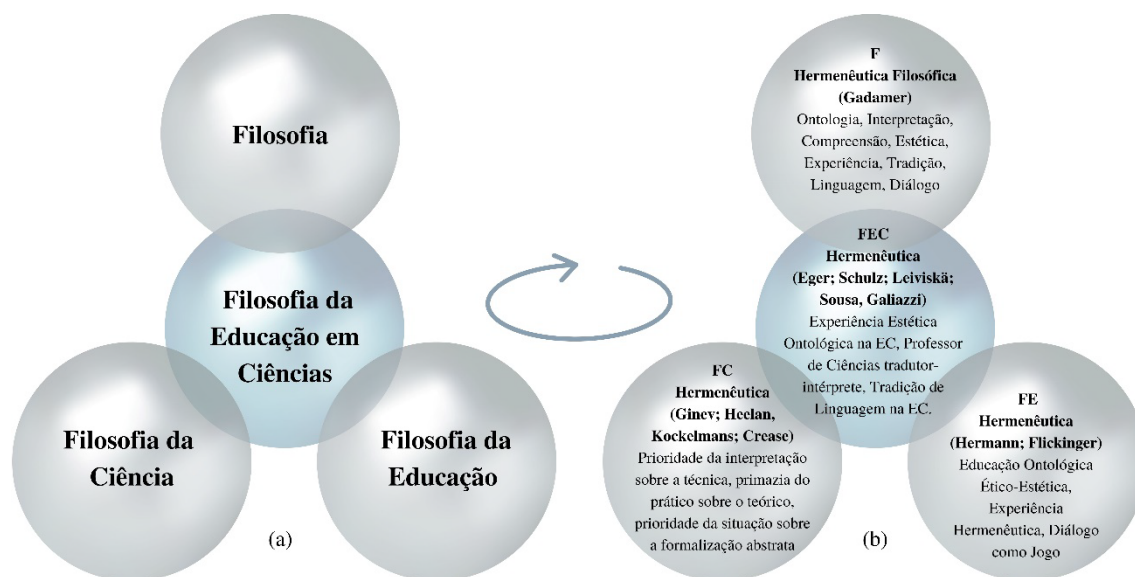 Filosofia
Filosofia da
Educação em
Ciências
Filosofia da
Ciência
Filosofia da
Educação
(a)
F
Hermenêutica Filosófica
(Gadamer)
Ontologia, Interpretação,
Compreensão, Estética,
Experiência, Tradição,
Linguagem, Diálogo
FEC
Hermenêutica
(Eger; Schulz; Leiviskä;
Sousa, Galiazzi)
Experiência Estética
Ontológica na EC, Professor
de Ciências tradutor-
intérprete, Tradição de
Linguagem na EC.
FC
Hermenêutica
(Ginev; Heelan,
Kockelmans; Crease)
Prioridade da interpretação
sobre a técnica, primazia do
prático sobre o teórico,
prioridade da situação sobre
a formalização abstrata
FE
Hermenêutica
(Hermann; Flickinger)
Educação Ontológica
Ético-Estética,
Experiência
Hermenêutica, Diálogo
como Jogo
(b)